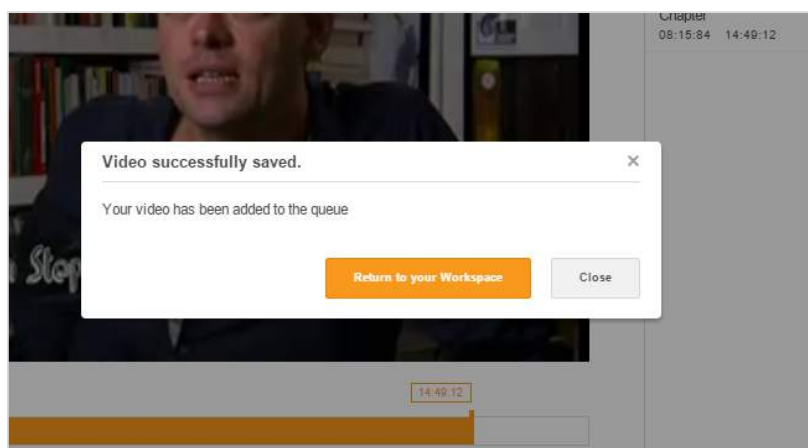 Chapter
08:15:84 14:49:12
Video successfully saved.
×
Your video has been added to the queue
Return to your Workspace
Close
14:49:12